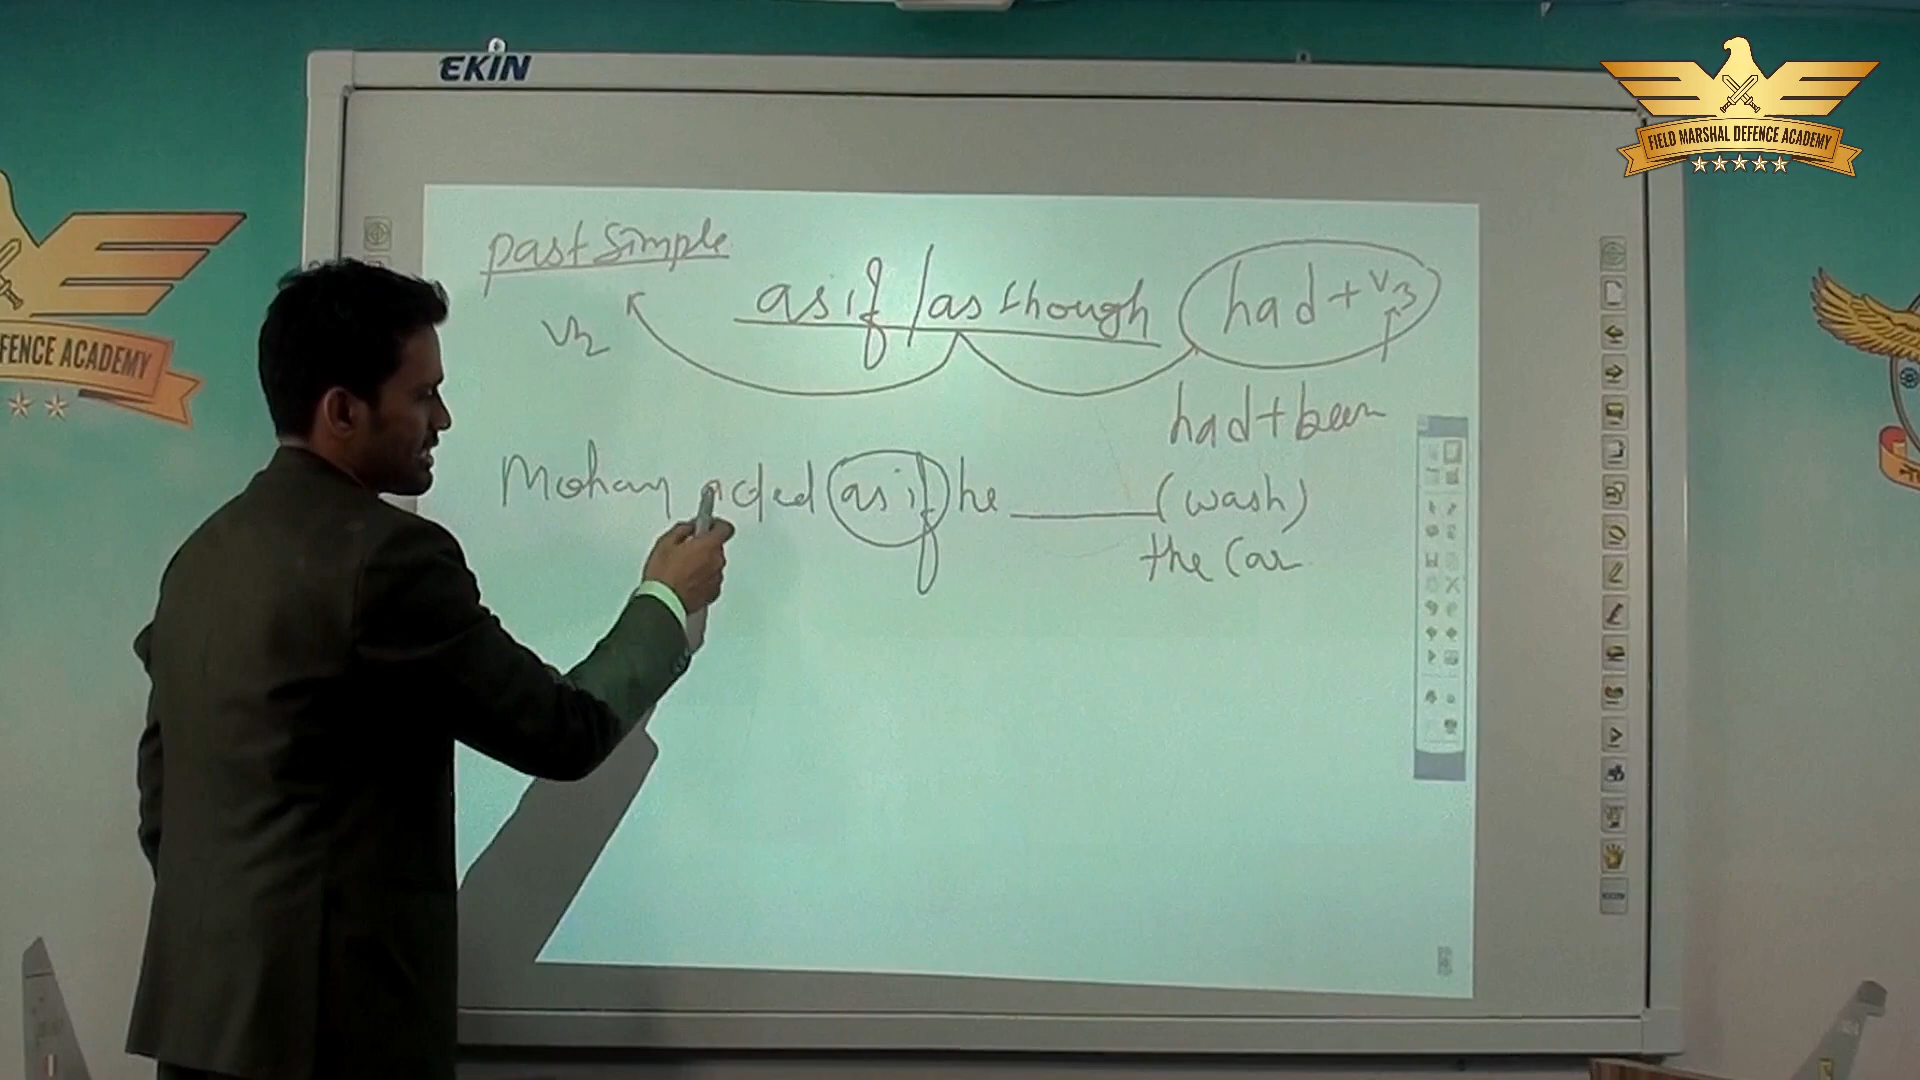 EKIN
FIELD MARSHAL DEFENCE ACADEMY
FENCE ACADEMY
past simple
as if / as though
had + V3
V2
had + been
Mohan acted as if he ______ (wash)
the Car